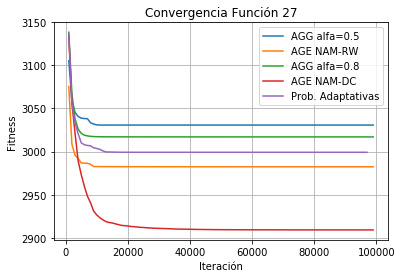 Convergencia Función 27
3150
3100
3050
3000
2950
2900
Fitness
AGG alfa=0.5
AGE NAM-RW
AGG alfa=0.8
AGE NAM-DC
Prob. Adaptativas
0
20000
40000
60000
80000
100000
Iteración